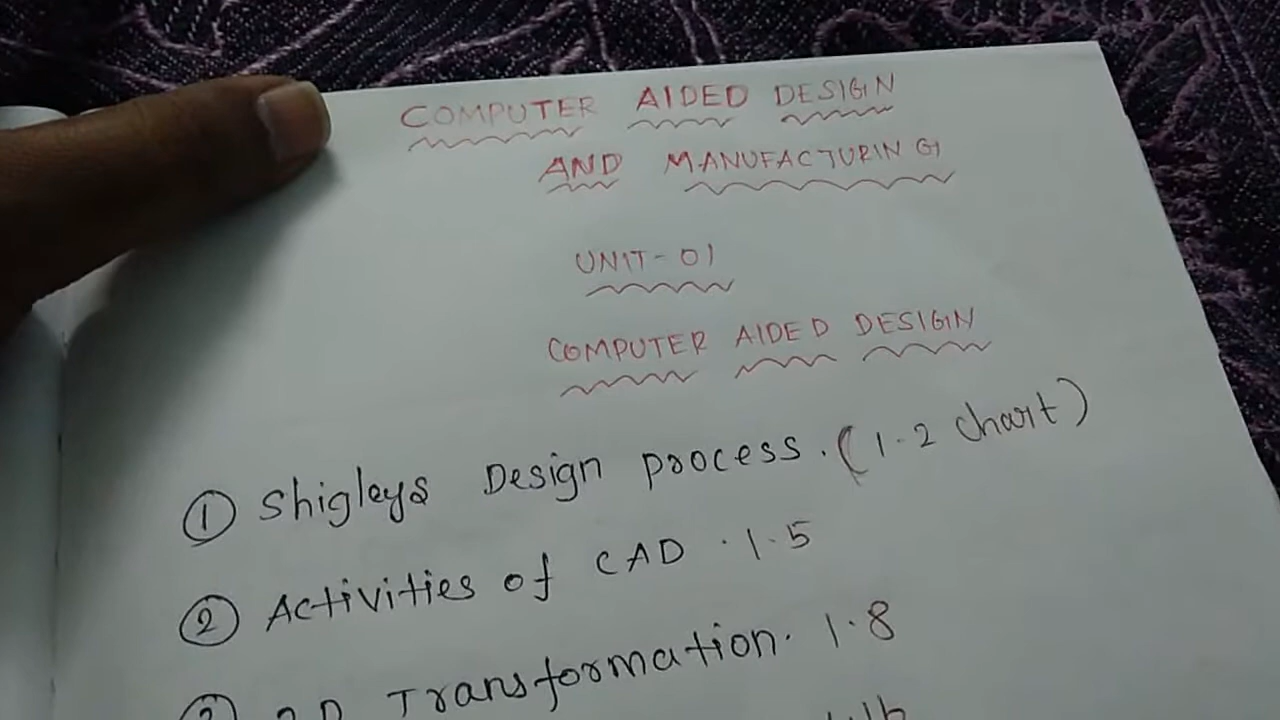 COMPUTER AIDED DESIGN
AND MANUFACTURING
UNIT-01
COMPUTER AIDED DESIGN
① Shigleys Design process. (1.2 chart)
② Activities of CAD . 1.5
Transformation. 1.8